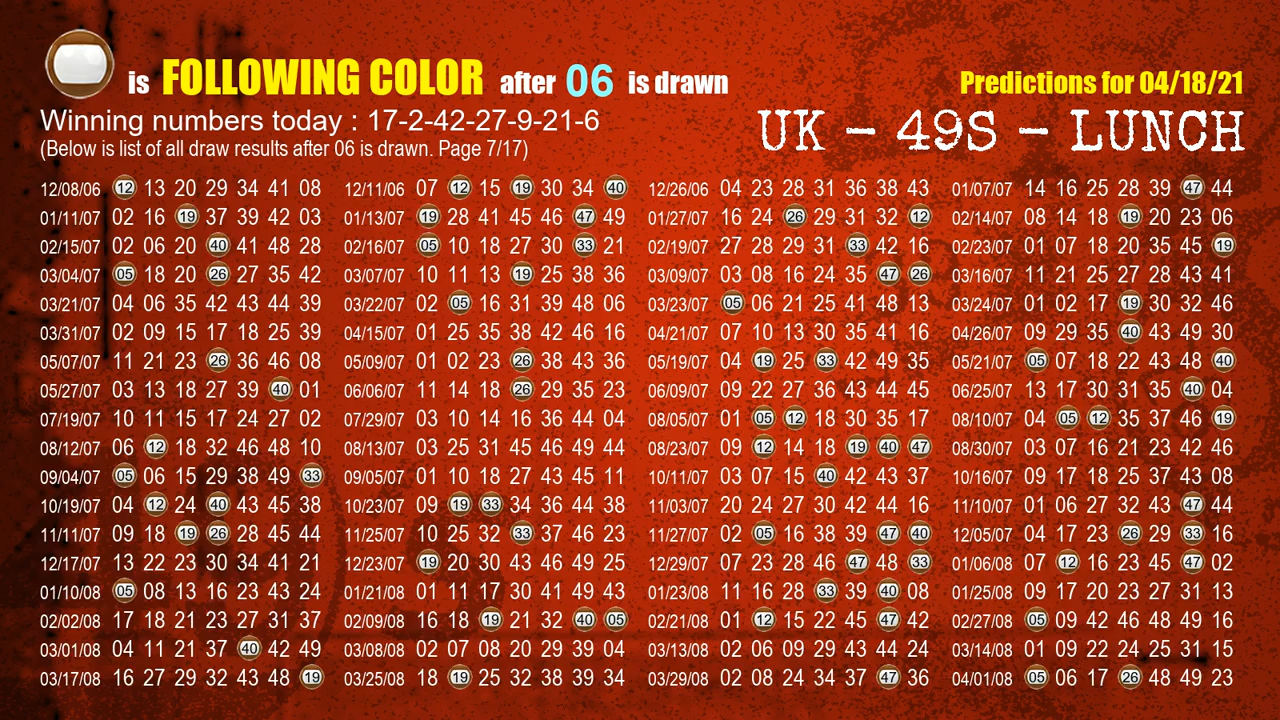 is FOLLOWING COLOR after 06 is drawn
Predictions for 04/18/21
Winning numbers today : 17-2-42-27-9-21-6
UK - 49S - LUNCH
(Below is list of all draw results after 06 is drawn. Page 7/17)
12/08/06 12 13 20 29 34 41 08 12/11/06 07 12 15 19 30 34 40 12/26/06 04 23 28 31 36 38 43 01/07/07 14 16 25 28 39 47 44
01/11/07 02 16 19 37 39 42 03 01/13/07 19 28 41 45 46 47 49 01/27/07 16 24 26 29 31 32 12 02/14/07 08 14 18 19 20 23 06
02/15/07 02 06 20 40 41 48 28 02/16/07 05 10 18 27 30 33 21 02/19/07 27 28 29 31 33 42 16 02/23/07 01 07 18 20 35 45 19
03/04/07 05 18 20 26 27 35 42 03/07/07 10 11 13 19 25 38 36 03/09/07 03 08 16 24 35 47 26 03/16/07 11 21 25 27 28 43 41
03/21/07 04 06 35 42 43 44 39 03/22/07 02 05 16 31 39 48 06 03/23/07 05 06 21 25 41 48 13 03/24/07 01 02 17 19 30 32 46
03/31/07 02 09 15 17 18 25 39 04/15/07 01 25 35 38 42 46 16 04/21/07 07 10 13 30 35 41 16 04/26/07 09 29 35 40 43 49 30
05/07/07 11 21 23 26 36 46 08 05/09/07 01 02 23 26 38 43 36 05/19/07 04 19 25 33 42 49 35 05/21/07 05 07 18 22 43 48 40
05/27/07 03 13 18 27 39 40 01 06/06/07 11 14 18 26 29 35 23 06/09/07 09 22 27 36 43 44 45 06/25/07 13 17 30 31 35 40 04
07/19/07 10 11 15 17 24 27 02 07/29/07 03 10 14 16 36 44 04 08/05/07 01 05 12 18 30 35 17 08/10/07 04 05 12 35 37 46 19
08/12/07 06 12 18 32 46 48 10 08/13/07 03 25 31 45 46 49 44 08/23/07 09 12 14 18 19 40 47 08/30/07 03 07 16 21 23 42 46
09/04/07 05 06 15 29 38 49 33 09/05/07 01 10 18 27 43 45 11 10/11/07 03 07 15 40 42 43 37 10/16/07 09 17 18 25 37 43 08
10/19/07 04 12 24 40 43 45 38 10/23/07 09 19 33 34 36 44 38 11/03/07 20 24 27 30 42 44 16 11/10/07 01 06 27 32 43 47 44
11/11/07 09 18 19 26 28 45 44 11/25/07 10 25 32 33 37 46 23 11/27/07 02 05 16 38 39 47 40 12/05/07 04 17 23 26 29 33 16
12/17/07 13 22 23 30 34 41 21 12/23/07 19 20 30 43 46 49 25 12/29/07 07 23 28 46 47 48 33 01/06/08 07 12 16 23 45 47 02
01/10/08 05 08 13 16 23 43 24 01/21/08 01 11 17 30 41 49 43 01/23/08 11 16 28 33 39 40 08 01/25/08 09 17 20 23 27 31 13
02/02/08 17 18 21 23 27 31 37 02/09/08 16 18 19 21 32 40 05 02/21/08 01 12 15 22 45 47 42 02/27/08 05 09 42 46 48 49 16
03/01/08 04 11 21 37 40 42 49 03/08/08 02 07 08 20 29 39 04 03/13/08 02 06 29 43 44 24 03/14/08 01 09 22 24 25 31 15
03/17/08 16 27 29 32 43 48 19 03/25/08 18 19 25 32 38 39 34 03/29/08 02 08 24 34 37 47 36 04/01/08 05 06 17 26 48 49 23